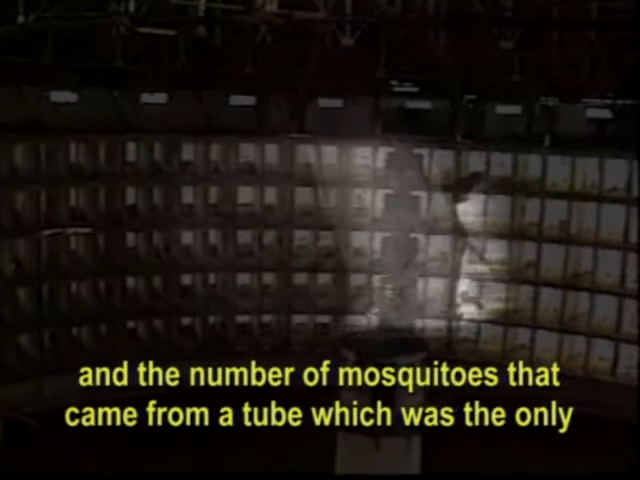 and the number of mosquitoes that
came from a tube which was the only